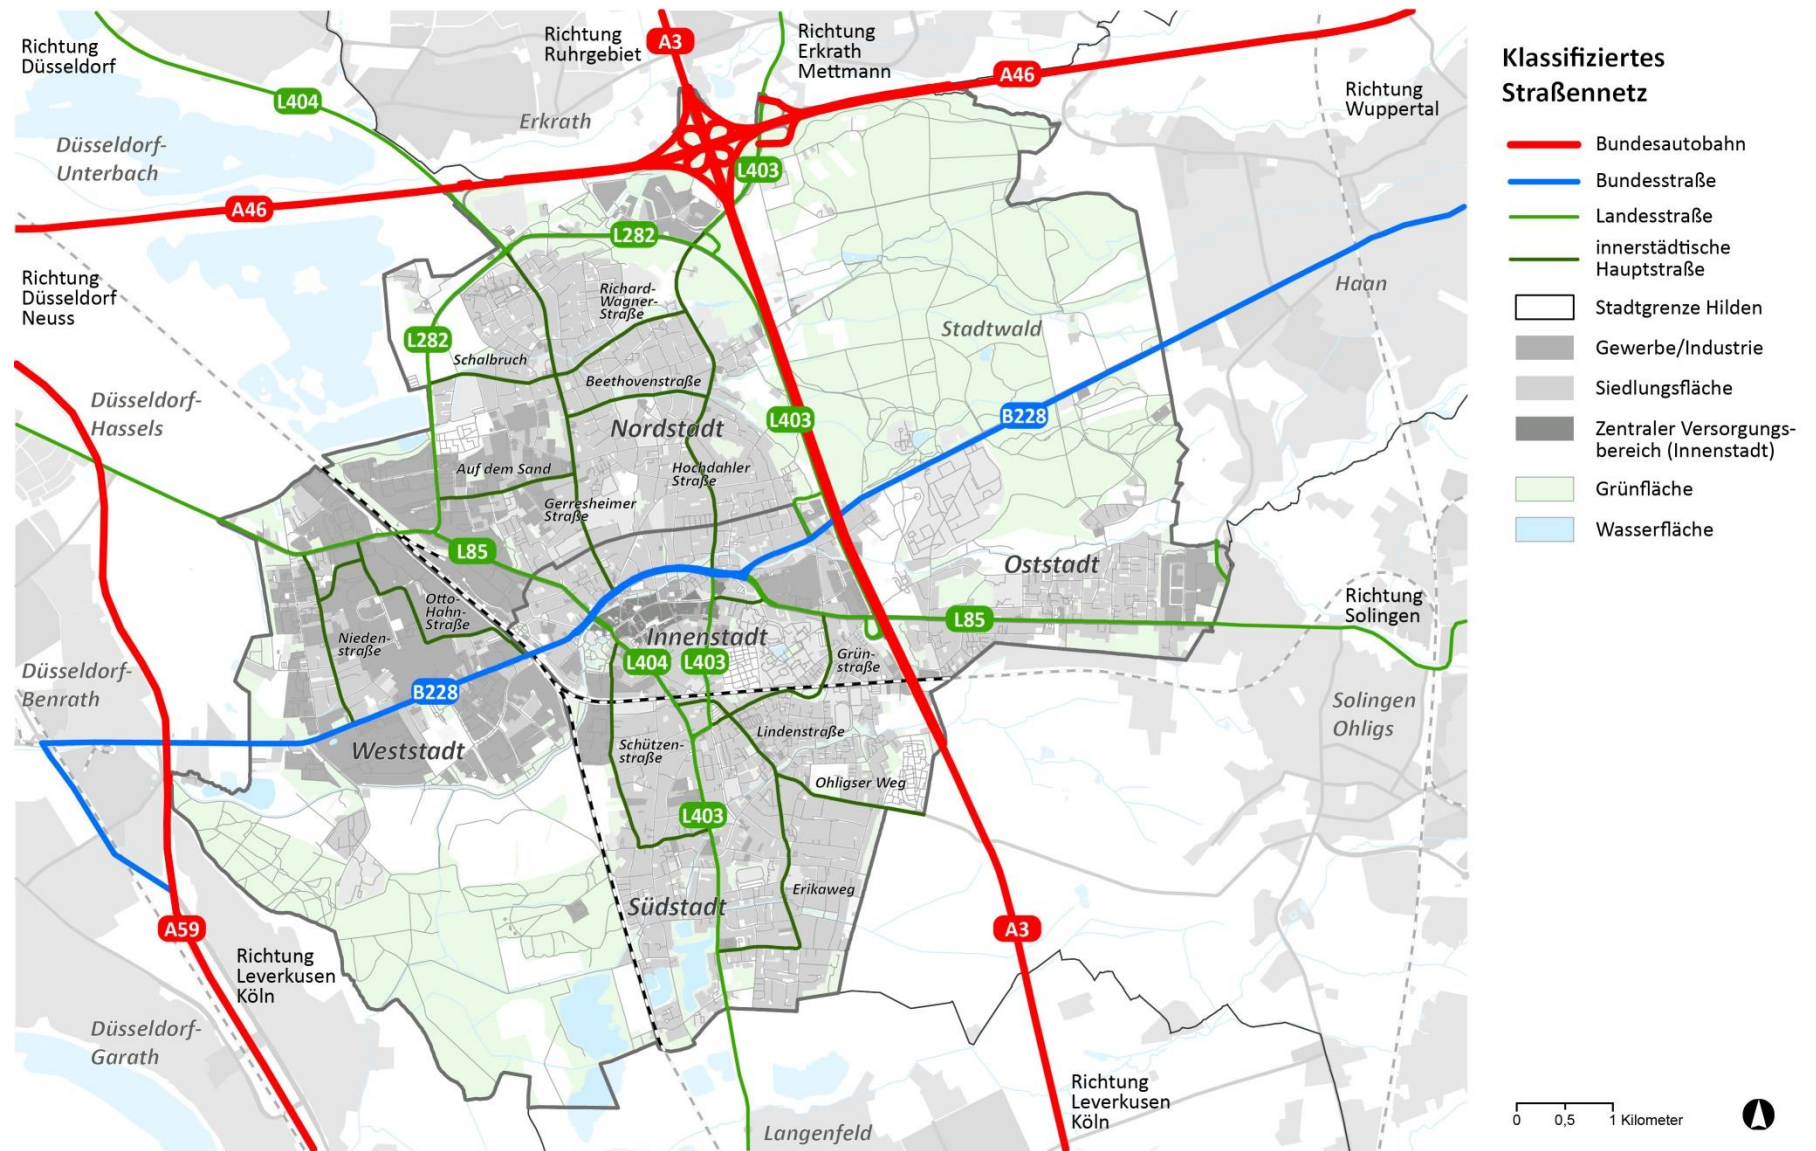 Richtung
Düsseldorf
L404
Richtung
Ruhrgebiet
A3
Richtung
Erkrath
Mettmann
A46
Richtung
Wuppertal
Erkrath
Düsseldorf-
Unterbach
A46
L403
L282
Richtung
Düsseldorf
Neuss
Haan
Richard-
Wagner-
Straße
Stadtwald
L282
Schalbruch
Beethovenstraße
Düsseldorf-
Hassels
L403
B228
Nordstadt
Auf dem Sand
Hochdahler
Straße
Gerresheimer
Straße
L85
Oststadt
Otto-
Hahn-
Straße
Richtung
Solingen
L85
Nieden-
straße
Innenstadt
Grün-
straße
L404
L403
Düsseldorf-
Benrath
B228
Solingen
Ohligs
Weststadt
Schützen-
straße
Lindenstraße
Ohligser Weg
L403
Erikaweg
Südstadt
A59
A3
Richtung
Leverkusen
Köln
Düsseldorf-
Garath
Richtung
Leverkusen
Köln
Langenfeld
Klassifiziertes
Straßennetz
Bundesautobahn
Bundesstraße
Landesstraße
innerstädtische
Hauptstraße
Stadtgrenze Hilden
Gewerbe/Industrie
Siedlungsfläche
Zentraler Versorgungs-
bereich (Innenstadt)
Grünfläche
Wasserfläche
0 0,5 1 Kilometer